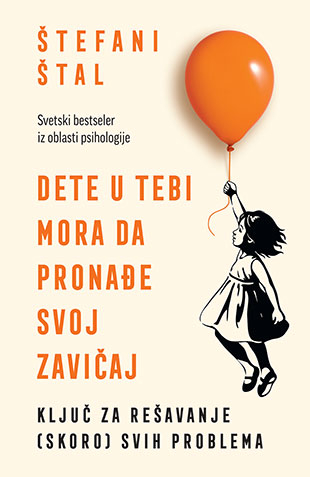 ŠTEFANI
ŠTAL
Svetski bestseler
iz oblasti psihologije
DETE U TEBI
MORA DA
PRONAĐE
SVOJ
ZAVIČAJ
KLJUČ ZA REŠAVANJE
(SKORO) SVIH PROBLEMA